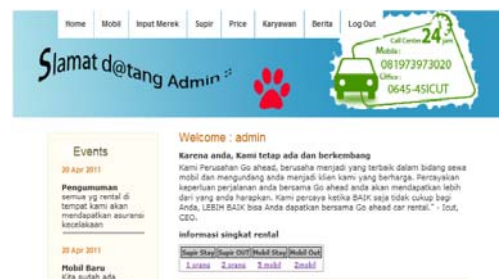 Home Mobil Input Merek Supir Price Karyawan Berita Log Out
Slamat d@tang Admin ::
Call Center 24 jam
Mobile :
081973973020
Office :
0645-45ICUT
Events
20 Apr 2011
Pengumuman
semua yg rental di
tempat kami akan
mendapatkan asuransi
kecelakaan
20 Apr 2011
Mobil Baru
Kita sudah ada
Welcome : admin
Karena anda, Kami tetap ada dan berkembang
Kami Perusahan Go ahead, berusaha menjadi yang terbaik dalam bidang sewa
mobil dan mengundang anda menjadi klien kami yang berharga. Percayakan
keperluan perjalanan anda bersama Go ahead anda akan mendapatkan lebih
dari yang anda harapkan. Kami percaya ketika BAIK saja tidak cukup bagi
Anda, LEBIH BAIK bisa Anda dapatkan bersama Go ahead car rental." - Icut,
CEO.
informasi singkat rental
Supir Stay Supir OUT Mobil Stay Mobil Out
1 orang 2 orang 5 mobil 2mobil